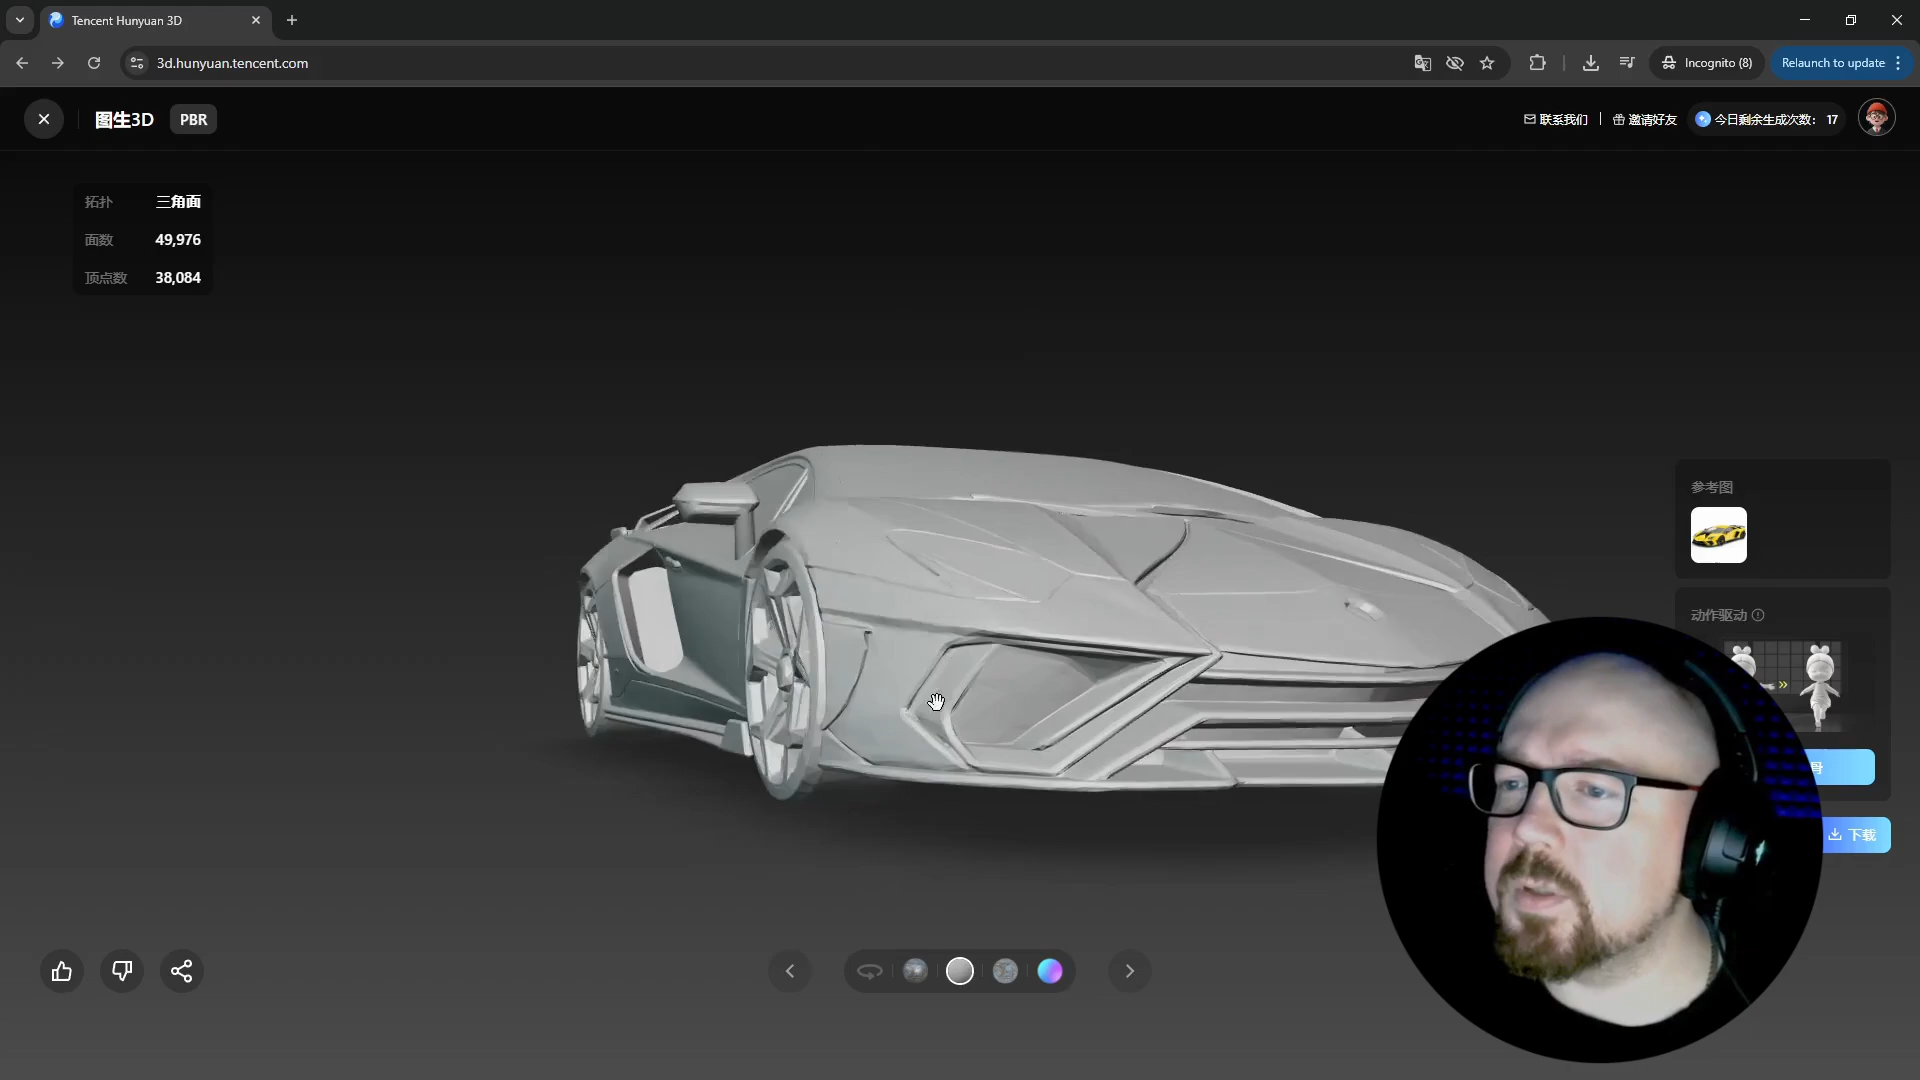 Tencent Hunyuan 3D
3d.hunyuan.tencent.com
Incognito (8)
Relaunch to update
图生3D
PBR
联系我们
邀请好友
今日剩余生成次数: 17
拓扑 三角面
面数 49,976
顶点数 38,084
参考图
动作驱动
下载